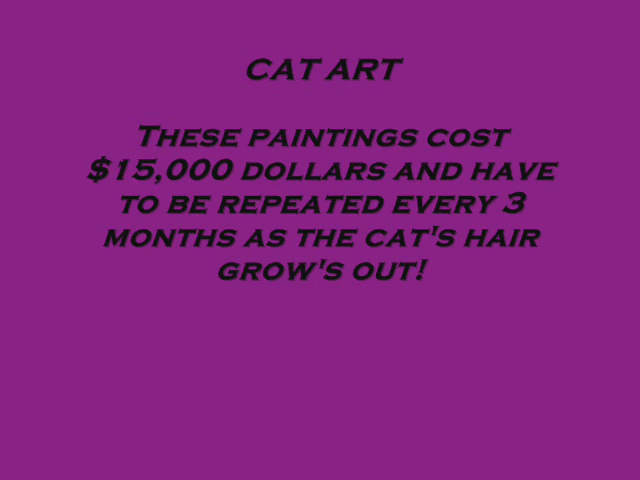 CAT ART
These paintings cost
$15,000 dollars and have
to be repeated every 3
months as the cat's hair
grow's out!